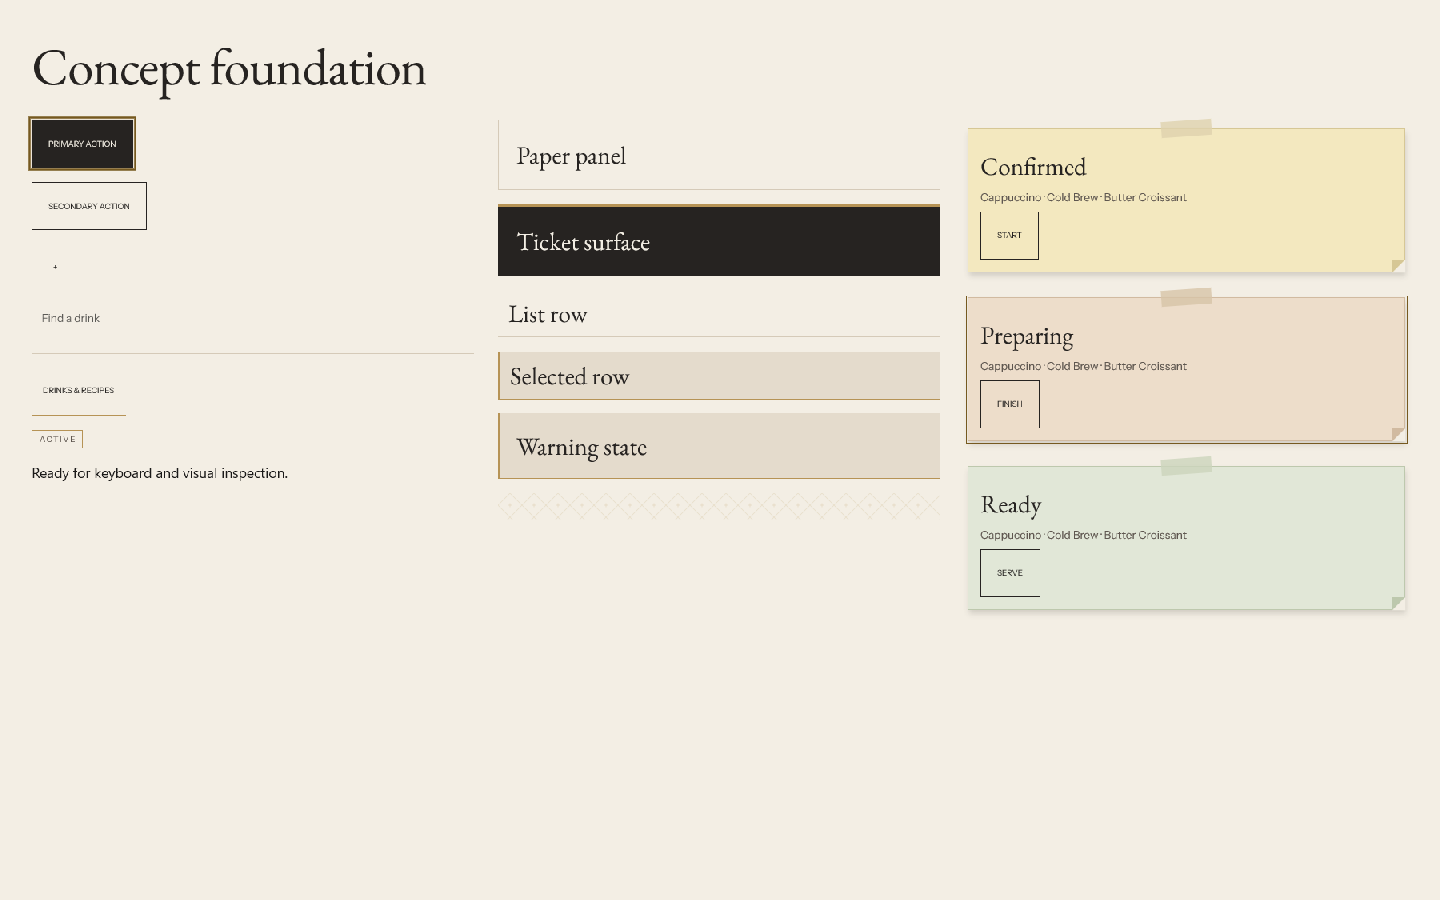 Concept foundation
PRIMARY ACTION
SECONDARY ACTION
+
Find a drink
DRINKS & RECIPES
ACTIVE
Ready for keyboard and visual inspection.
Paper panel
Ticket surface
List row
Selected row
Warning state
Confirmed
Cappuccino · Cold Brew · Butter Croissant
START
Preparing
Cappuccino · Cold Brew · Butter Croissant
FINISH
Ready
Cappuccino · Cold Brew · Butter Croissant
SERVE